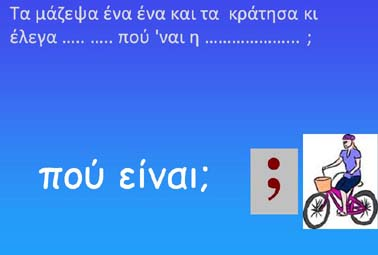 Τα μάζεψα ένα ένα και τα κράτησα κι
έλεγα ..... ..... πού 'ναι η ..................... ;
πού είναι;
;